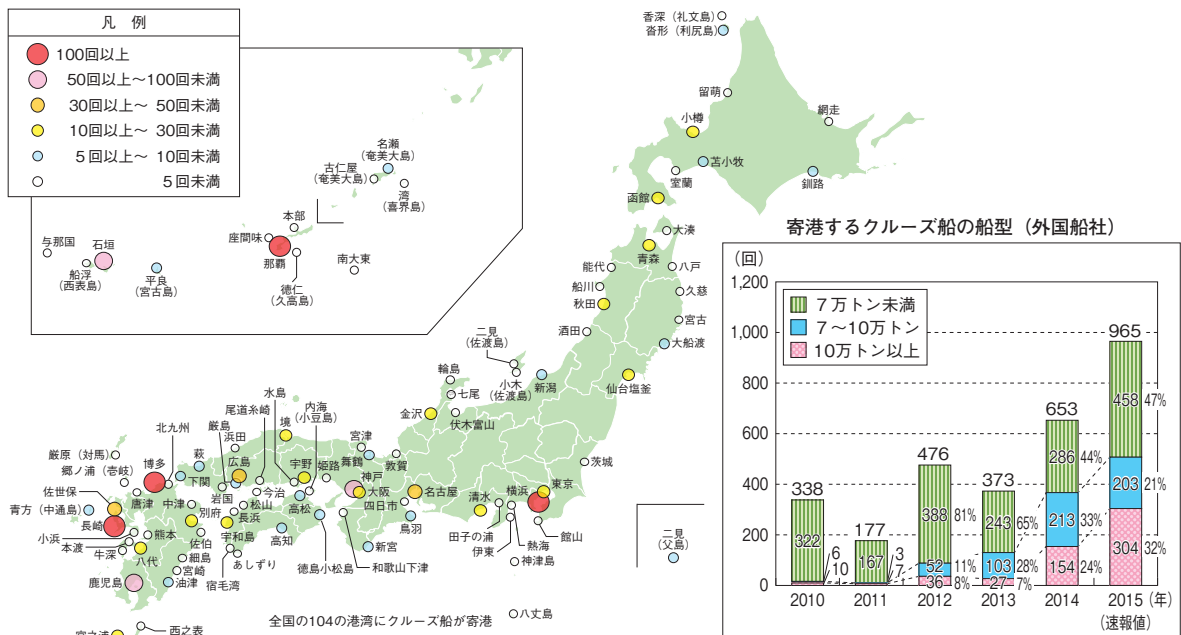 凡 例
100回以上
50回以上～100回未満
30回以上～ 50回未満
10回以上～ 30回未満
5回以上～ 10回未満
5回未満
名瀬
（奄美大島）
古仁屋
（奄美大島）
湾
（喜界島）
本部
座間味
那覇
徳仁
（久高島）
南大東
与那国
石垣
船浮
（西表島）
平良
（宮古島）
香深（礼文島）
沓形（利尻島）
留萌
網走
小樽
苫小牧
室蘭
釧路
函館
大湊
青森
八戸
能代
船川
久慈
秋田
宮古
酒田
大船渡
二見
（佐渡島）
小木
（佐渡島）
新潟
仙台塩釜
輪島
七尾
金沢
伏木富山
茨城
水島
内海
（小豆島）
尾道糸崎
厳島
浜田
境
北九州
萩
宮津
舞鶴
敦賀
厳原（対馬）
郷ノ浦（壱岐）
博多
下関
広島
宇野
姫路
神戸
大阪
名古屋
四日市
清水
横浜
東京
佐世保
唐津
中津
岩国
今治
松山
高松
鳥羽
田子の浦
伊東
熱海
館山
青方（中通島）
長崎
別府
長浜
宇和島
高知
新宮
神津島
小浜
本渡
牛深
熊本
八代
佐伯
細島
宮崎
油津
鹿児島
宿毛湾
あしずり
徳島小松島
和歌山下津
二見
（父島）
八丈島
西之表
宮之浦
全国の104の港湾にクルーズ船が寄港
寄港するクルーズ船の船型（外国船社）
（回）
1,200
1,000
800
600
400
200
0
7万トン未満
7～10万トン
10万トン以上
338
322
6
10
177
167
3
7
476
388
81%
52
11%
36
8%
373
243
65%
103
28%
27
7%
653
286
44%
213
33%
154
24%
965
458
47%
203
21%
304
32%
2010
2011
2012
2013
2014
2015
（年）
（速報値）